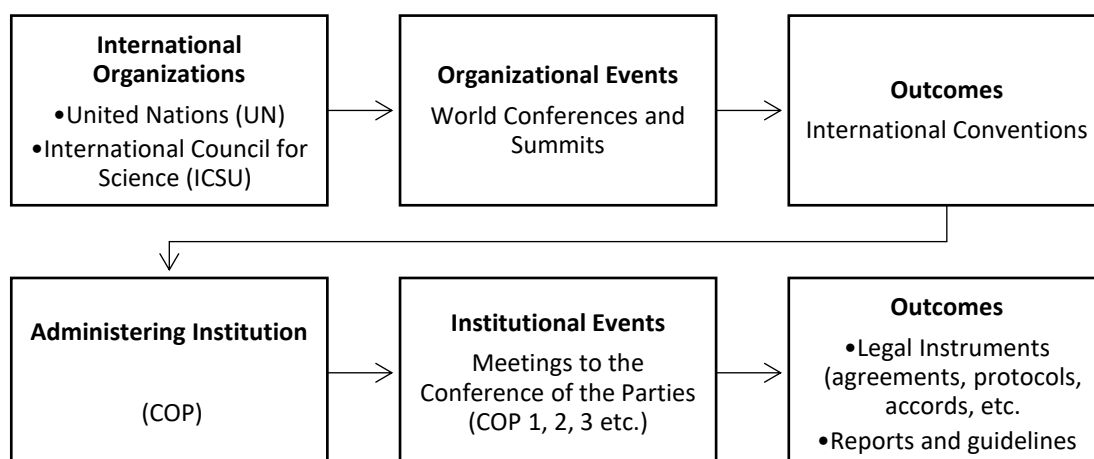 International
Organizations
•United Nations (UN)
•International Council for
Science (ICSU)
Organizational Events
World Conferences and
Summits
Outcomes
International Conventions
Administering Institution
(COP)
Institutional Events
Meetings to the
Conference of the Parties
(COP 1, 2, 3 etc.)
Outcomes
•Legal Instruments
(agreements, protocols,
accords, etc.
•Reports and guidelines